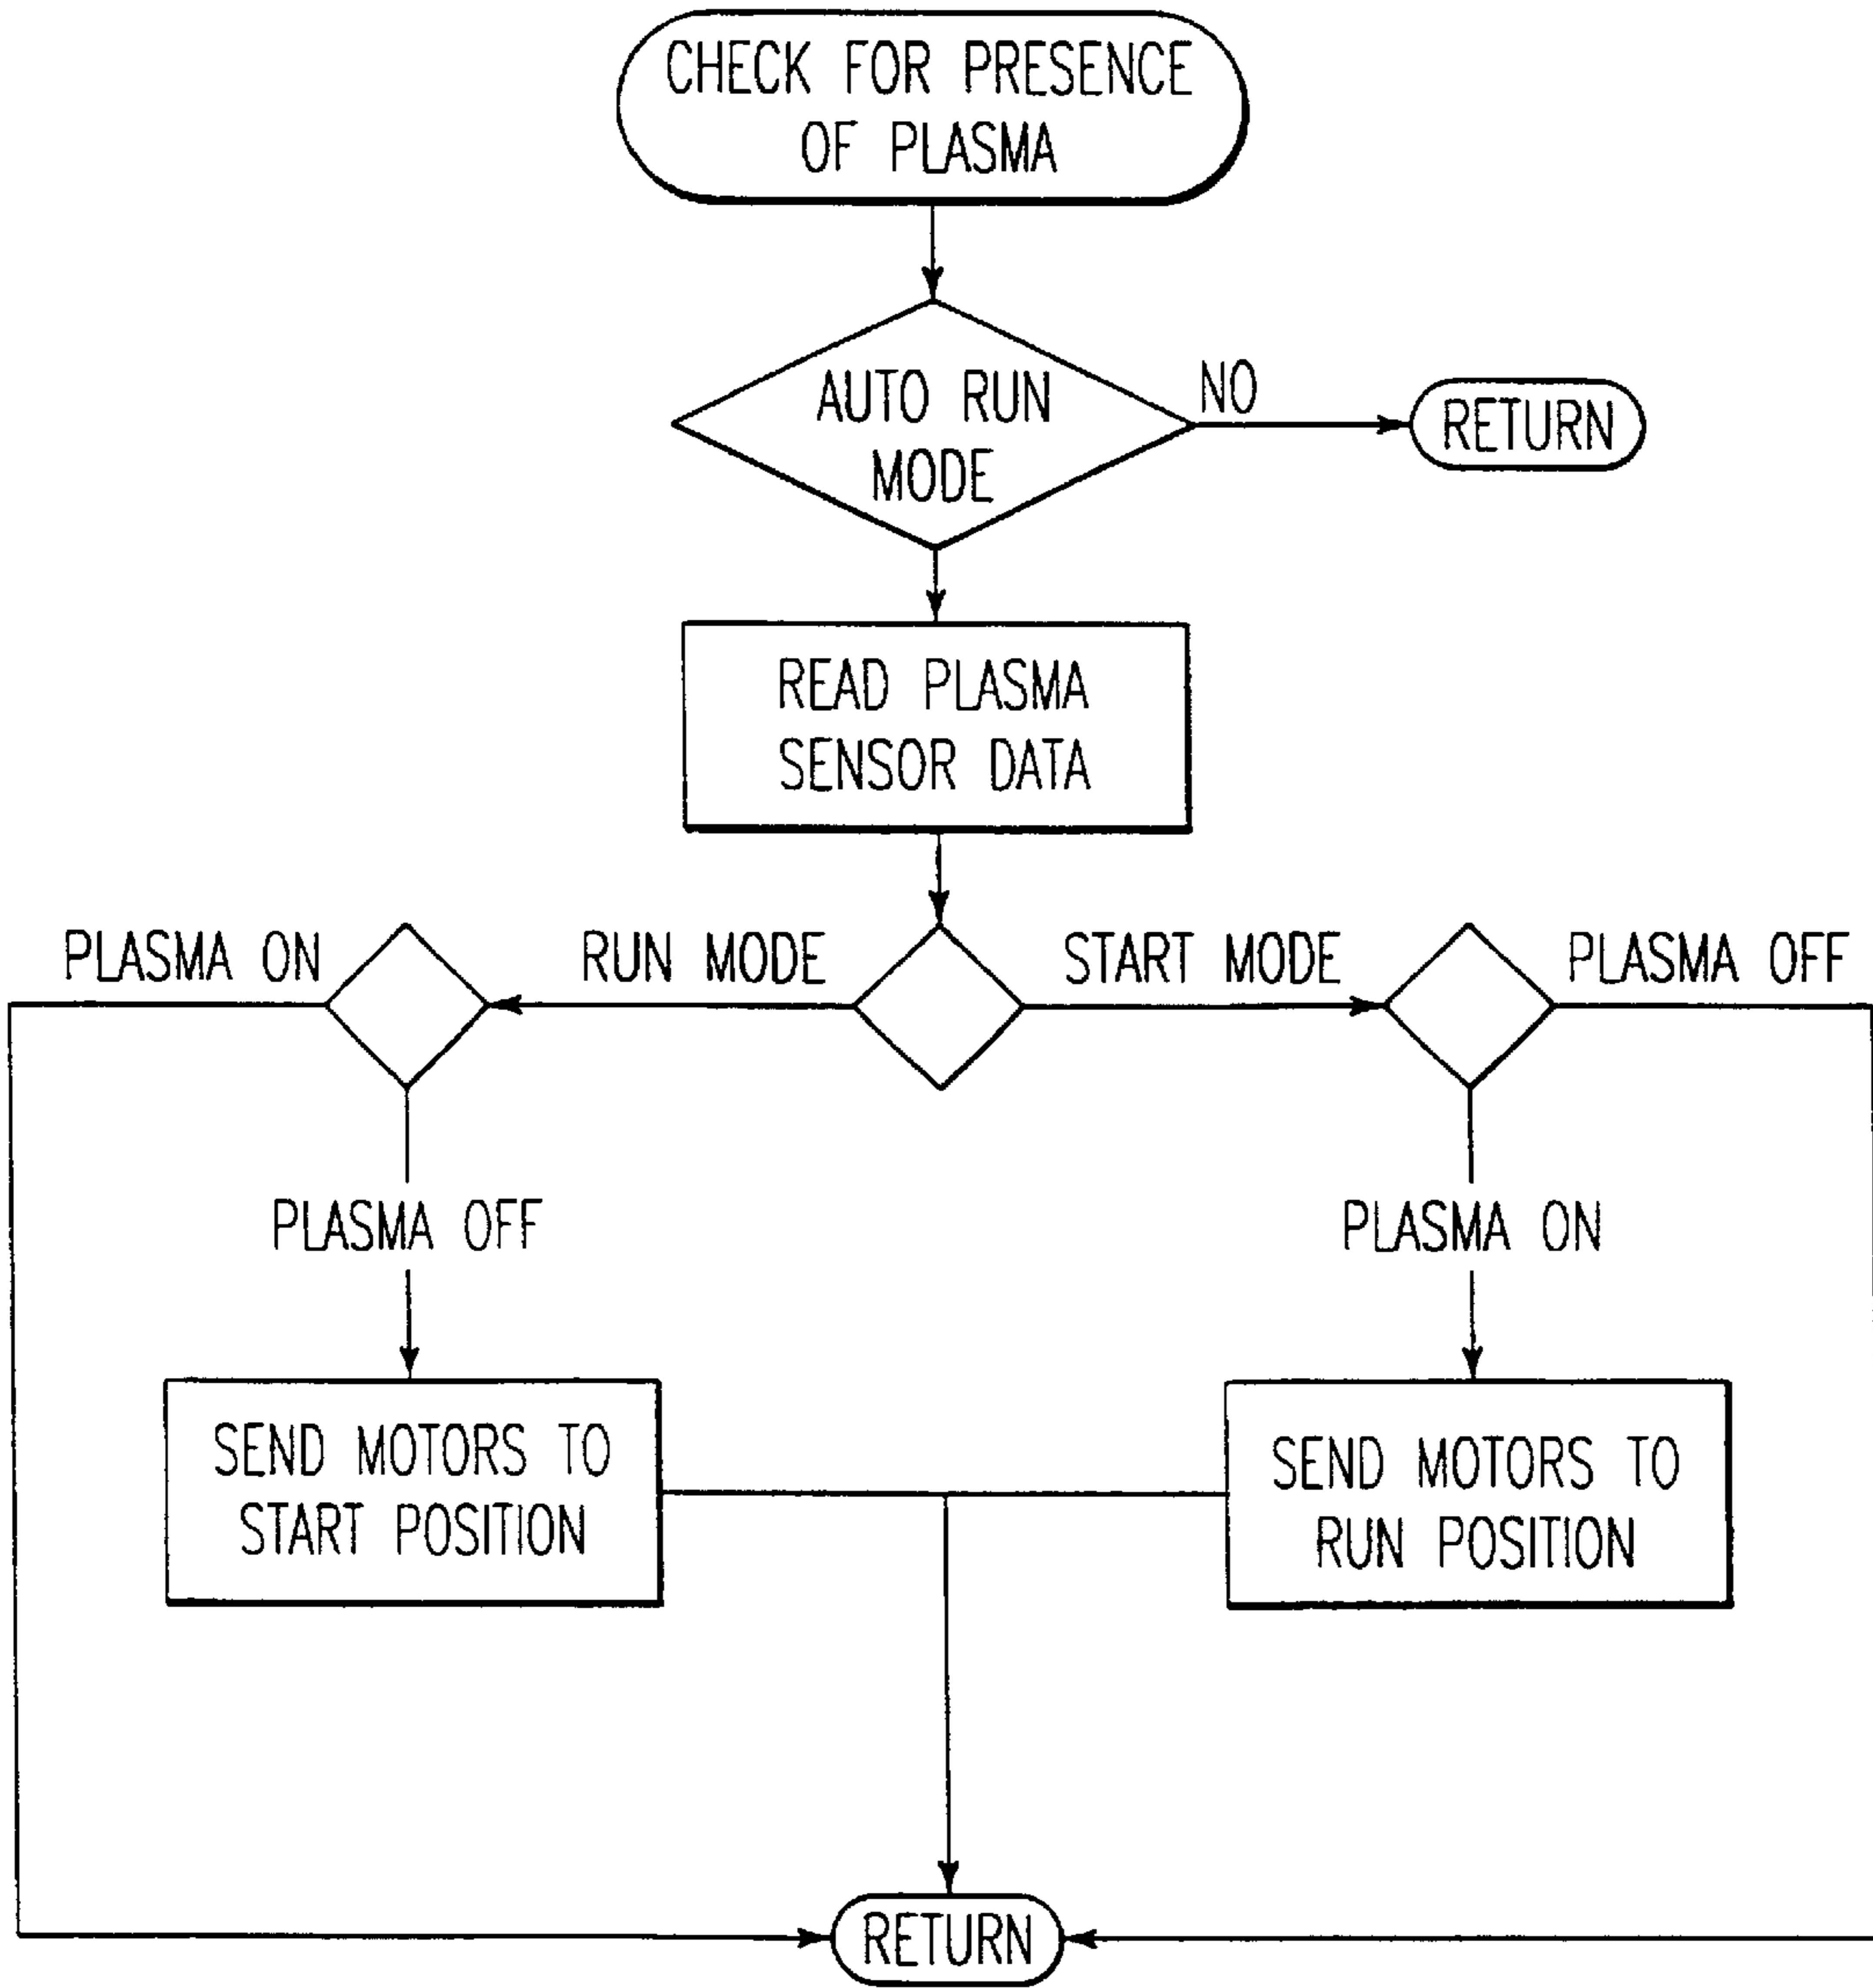 CHECK FOR PRESENCE
OF PLASMA
AUTO RUN
MODE
NO
RETURN
READ PLASMA
SENSOR DATA
PLASMA ON
RUN MODE
START MODE
PLASMA OFF
PLASMA OFF
PLASMA ON
SEND MOTORS TO
START POSITION
SEND MOTORS TO
RUN POSITION
RETURN